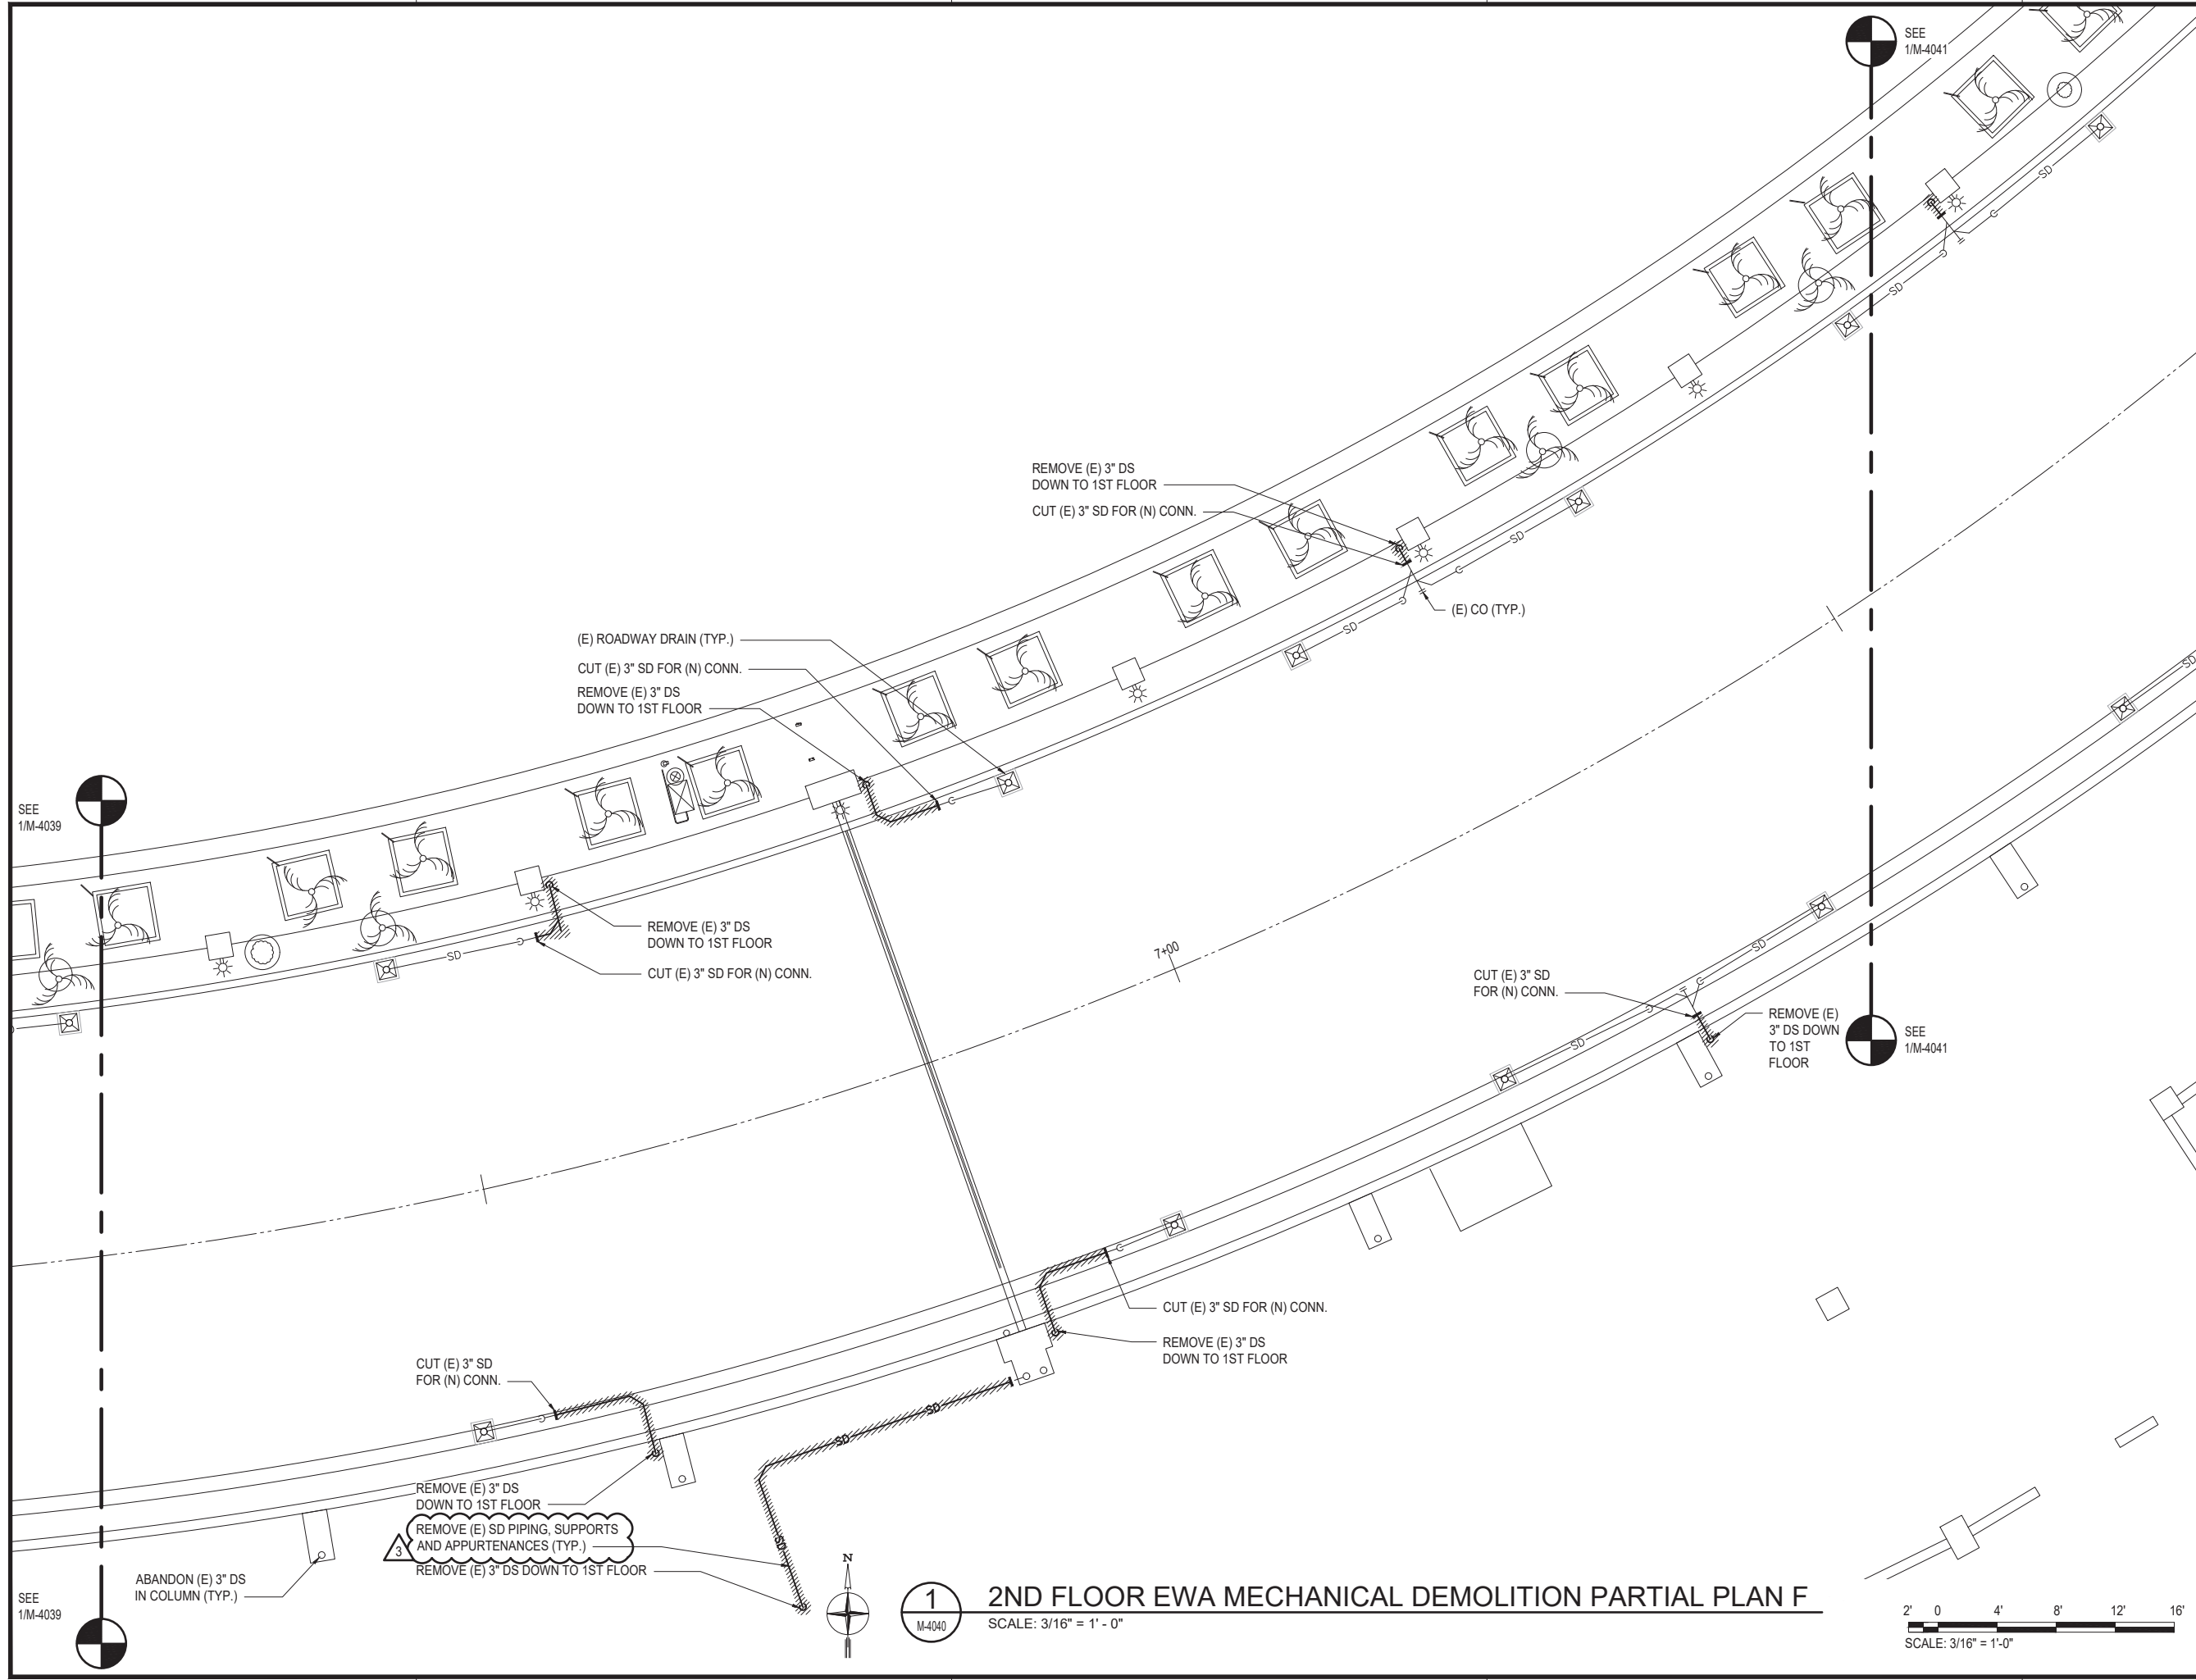 SEE
1/M-4041
SD
SD
REMOVE (E) 3" DS
DOWN TO 1ST FLOOR
CUT (E) 3" SD FOR (N) CONN.
SD
(E) CO (TYP.)
SD
(E) ROADWAY DRAIN (TYP.)
CUT (E) 3" SD FOR (N) CONN.
REMOVE (E) 3" DS
DOWN TO 1ST FLOOR
SD
SEE
1/M-4039
REMOVE (E) 3" DS
DOWN TO 1ST FLOOR
SD
CUT (E) 3" SD FOR (N) CONN.
7+00
SD
CUT (E) 3" SD
FOR (N) CONN.
SD
REMOVE (E)
3" DS DOWN
TO 1ST
FLOOR
SEE
1/M-4041
CUT (E) 3" SD FOR (N) CONN.
REMOVE (E) 3" DS
DOWN TO 1ST FLOOR
CUT (E) 3" SD
FOR (N) CONN.
SD
SD
SD
REMOVE (E) 3" DS
DOWN TO 1ST FLOOR
3
REMOVE (E) SD PIPING, SUPPORTS
AND APPURTENANCES (TYP.)
REMOVE (E) 3" DS DOWN TO 1ST FLOOR
ABANDON (E) 3" DS
IN COLUMN (TYP.)
SEE
1/M-4039
N
1
M-4040
2ND FLOOR EWA MECHANICAL DEMOLITION PARTIAL PLAN F
SCALE: 3/16" = 1' - 0"
2' 0 4' 8' 12' 16'
SCALE: 3/16" = 1'-0"